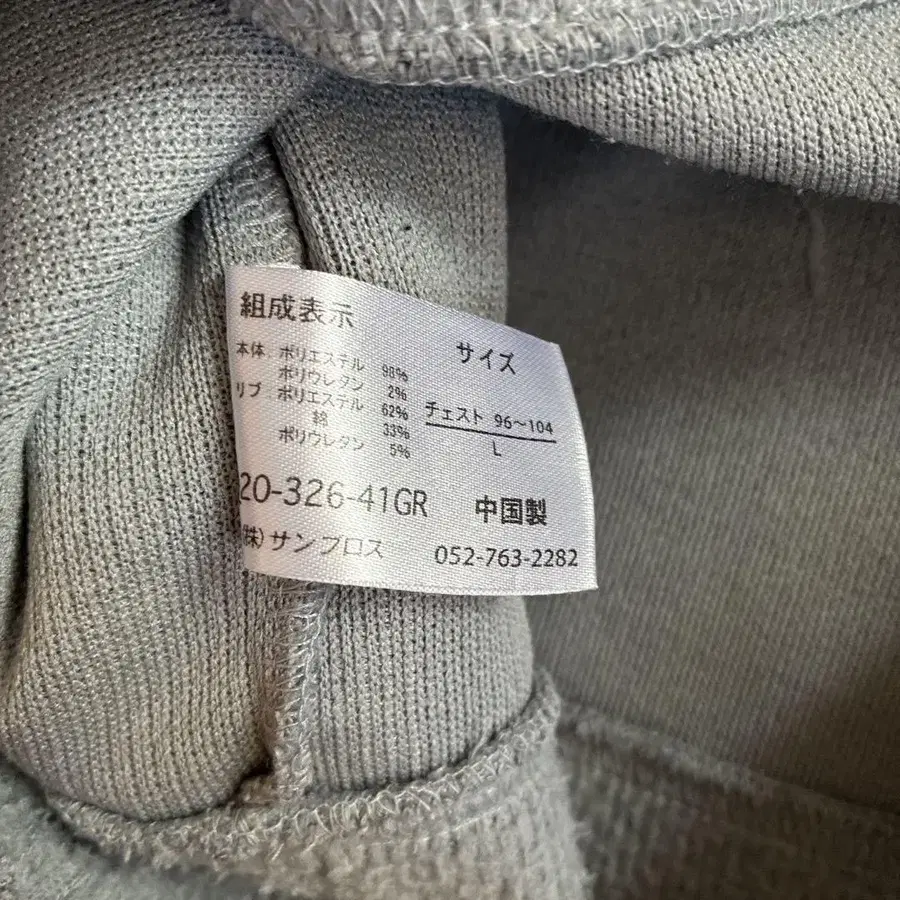 組成表示
本体 ポリエステル 98%
ポリウレタン 2%
リブ ポリエステル 62%
綿 33%
ポリウレタン 5%
サイズ
チェスト 96～104
L
20-326-41GR 中国製
(株)サンブロス 052-763-2282